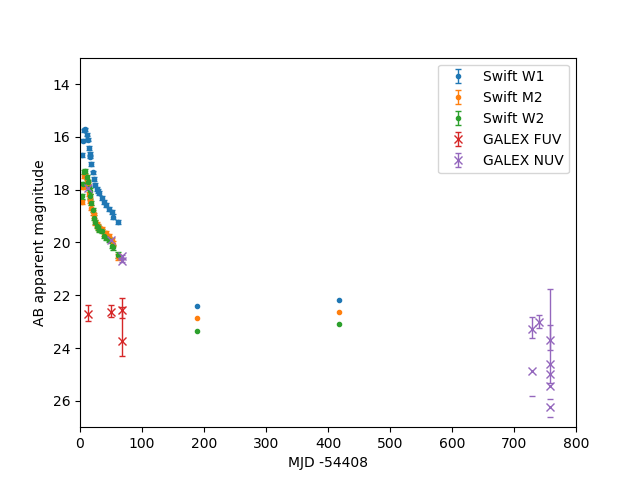 Swift W1
Swift M2
Swift W2
GALEX FUV
GALEX NUV
AB apparent magnitude
14
16
18
20
22
24
26
0 100 200 300 400 500 600 700 800
MJD -54408